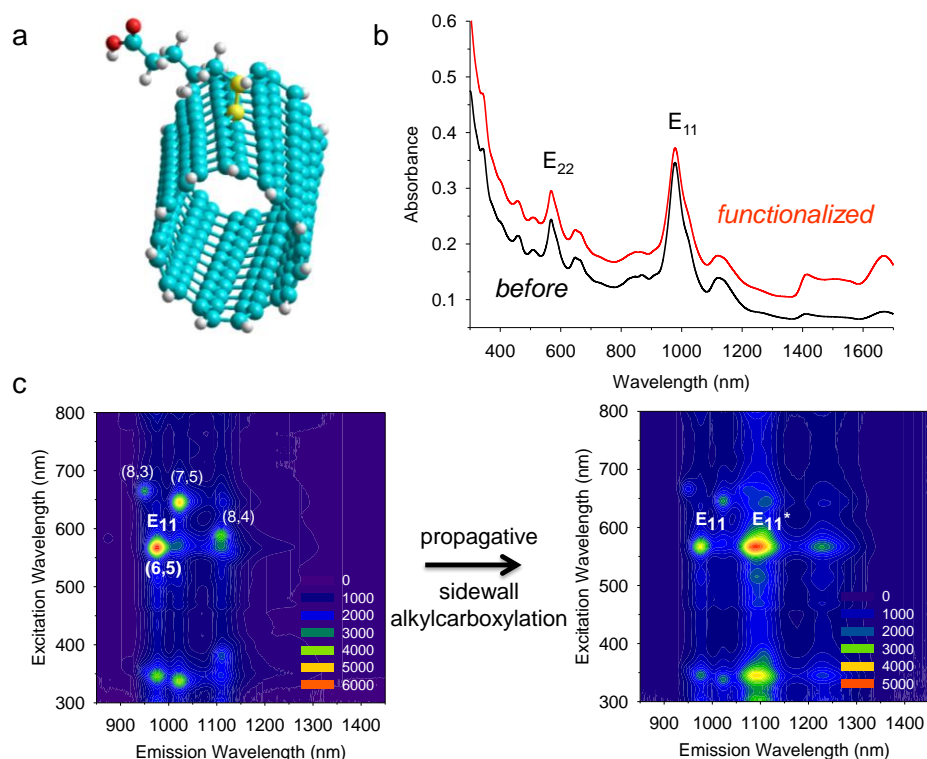 a
b
Absorbance
0.6
0.5
0.4
0.3
0.2
0.1
E22
E11
before
functionalized
400 600 800 1000 1200 1400 1600
Wavelength (nm)
c
Excitation Wavelength (nm)
800
700
600
500
400
300
(8,3)
(7,5)
E11
(8,4)
(6,5)
0
1000
2000
3000
4000
5000
6000
900 1000 1100 1200 1300 1400
Emission Wavelength (nm)
propagative
sidewall
alkylcarboxylation
Excitation Wavelength (nm)
800
700
600
500
400
300
E11 E11*
0
1000
2000
3000
4000
5000
900 1000 1100 1200 1300 1400
Emission Wavelength (nm)